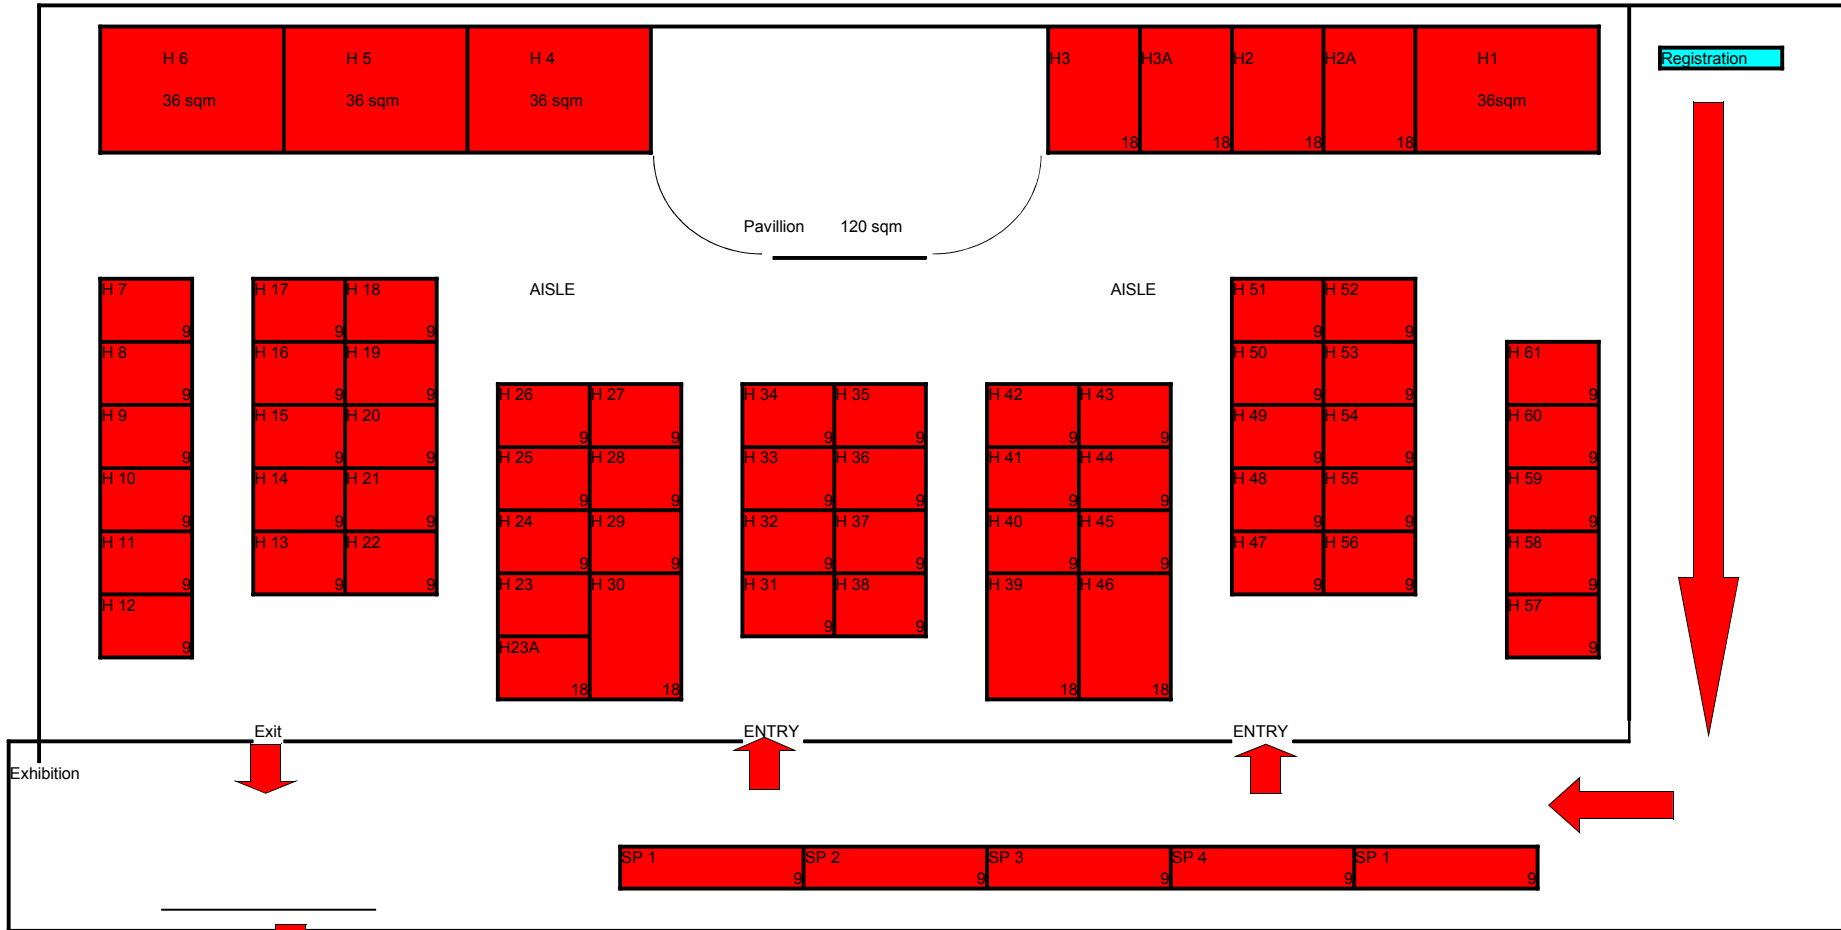 H 6 H 5 H 4 H3 H3A H2 H2A H1 Registration
36 sqm 36 sqm 36 sqm 36sqm
18 18 18 18
Pavillion 120 sqm
H 7 H 17 H 18 AISLE AISLE H 51 H 52
9 9 9 9 9
H 8 H 16 H 19 H 50 H 53 H 61
9 9 9 9 9 9
H 26 H 27 H 34 H 35 H 42 H 43
H 9 H 15 H 20 H 49 H 54 H 60
9 9 9 9 9 9
9 9 9 9 9 9
H 25 H 28 H 33 H 36 H 41 H 44
H 10 H 14 H 21 H 48 H 55 H 59
9 9 9 9 9 9
9 9 9 9 9 9
H 24 H 29 H 32 H 37 H 40 H 45
H 11 H 13 H 22 H 47 H 56 H 58
9 9 9 9 9 9
9 9 9 9 9 9
H 23 H 30 H 31 H 38 H 39 H 46
H 12 H 57
9 9
H23A
9 9
18 18 18 18
Exit ENTRY ENTRY
Exhibition
SP 1 SP 2 SP 3 SP 4 SP 1
9 9 9 9 9